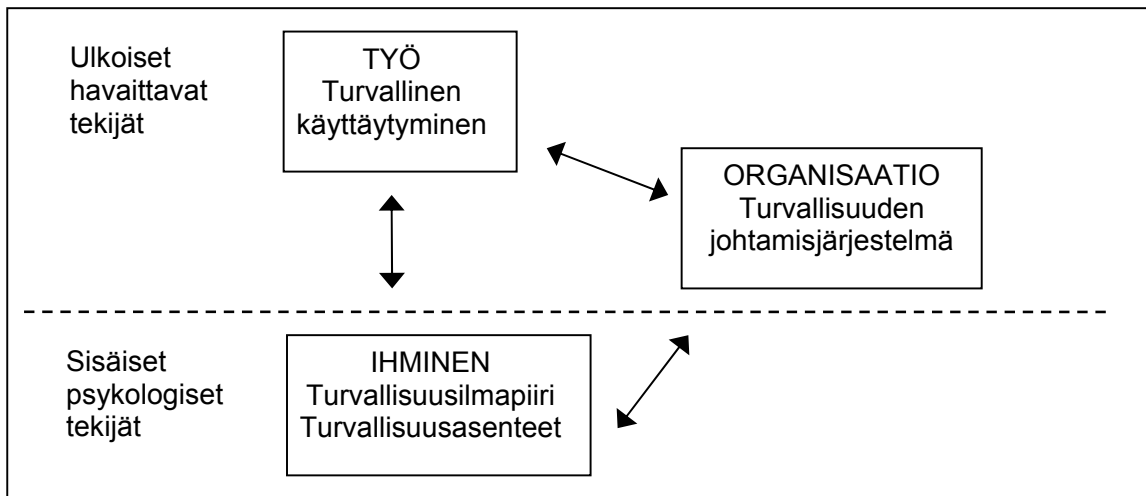 Ulkoiset
havaittavat
tekijät
TYÖ
Turvallinen
käyttäytyminen
ORGANISAATIO
Turvallisuuden
johtamisjärjestelmä
Sisäiset
psykologiset
tekijät
IHMINEN
Turvallisuusilmapiiri
Turvallisuusasenteet